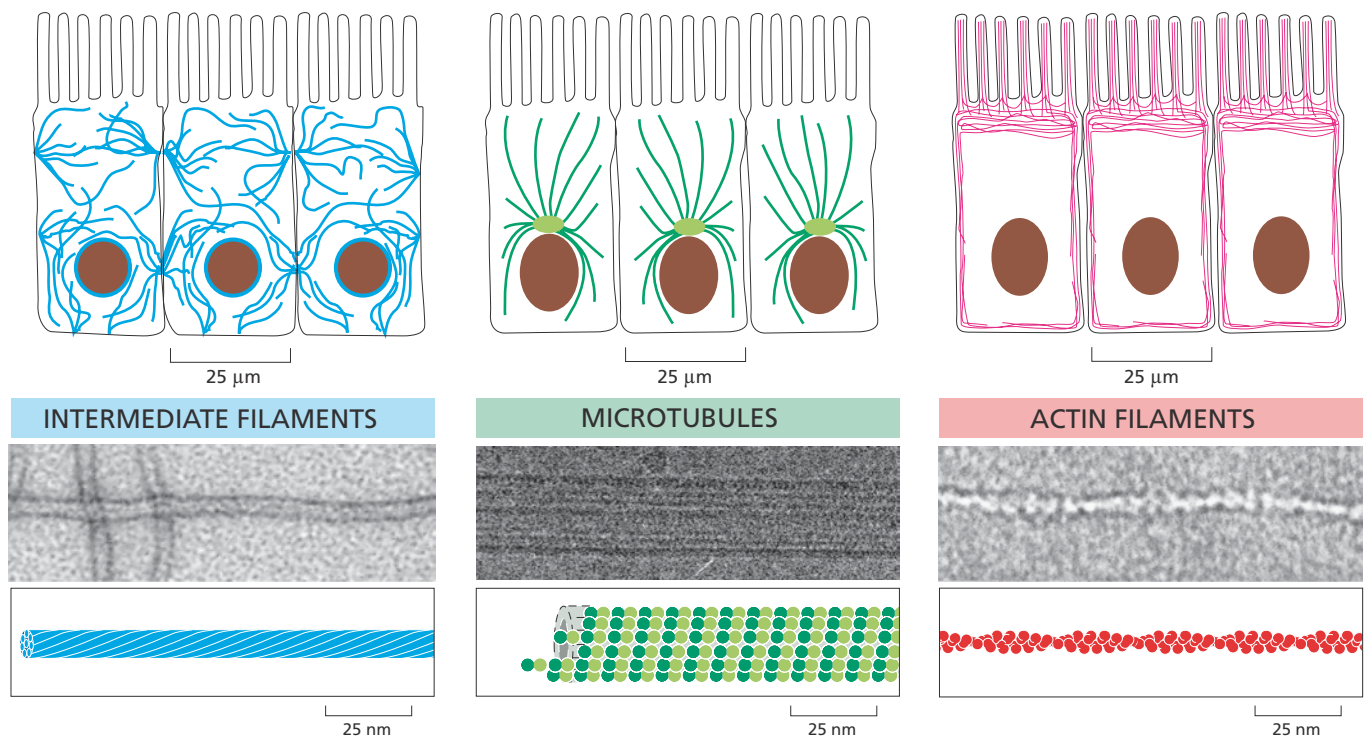 25 μm
25 μm
25 μm
INTERMEDIATE FILAMENTS
MICROTUBULES
ACTIN FILAMENTS
25 nm
25 nm
25 nm